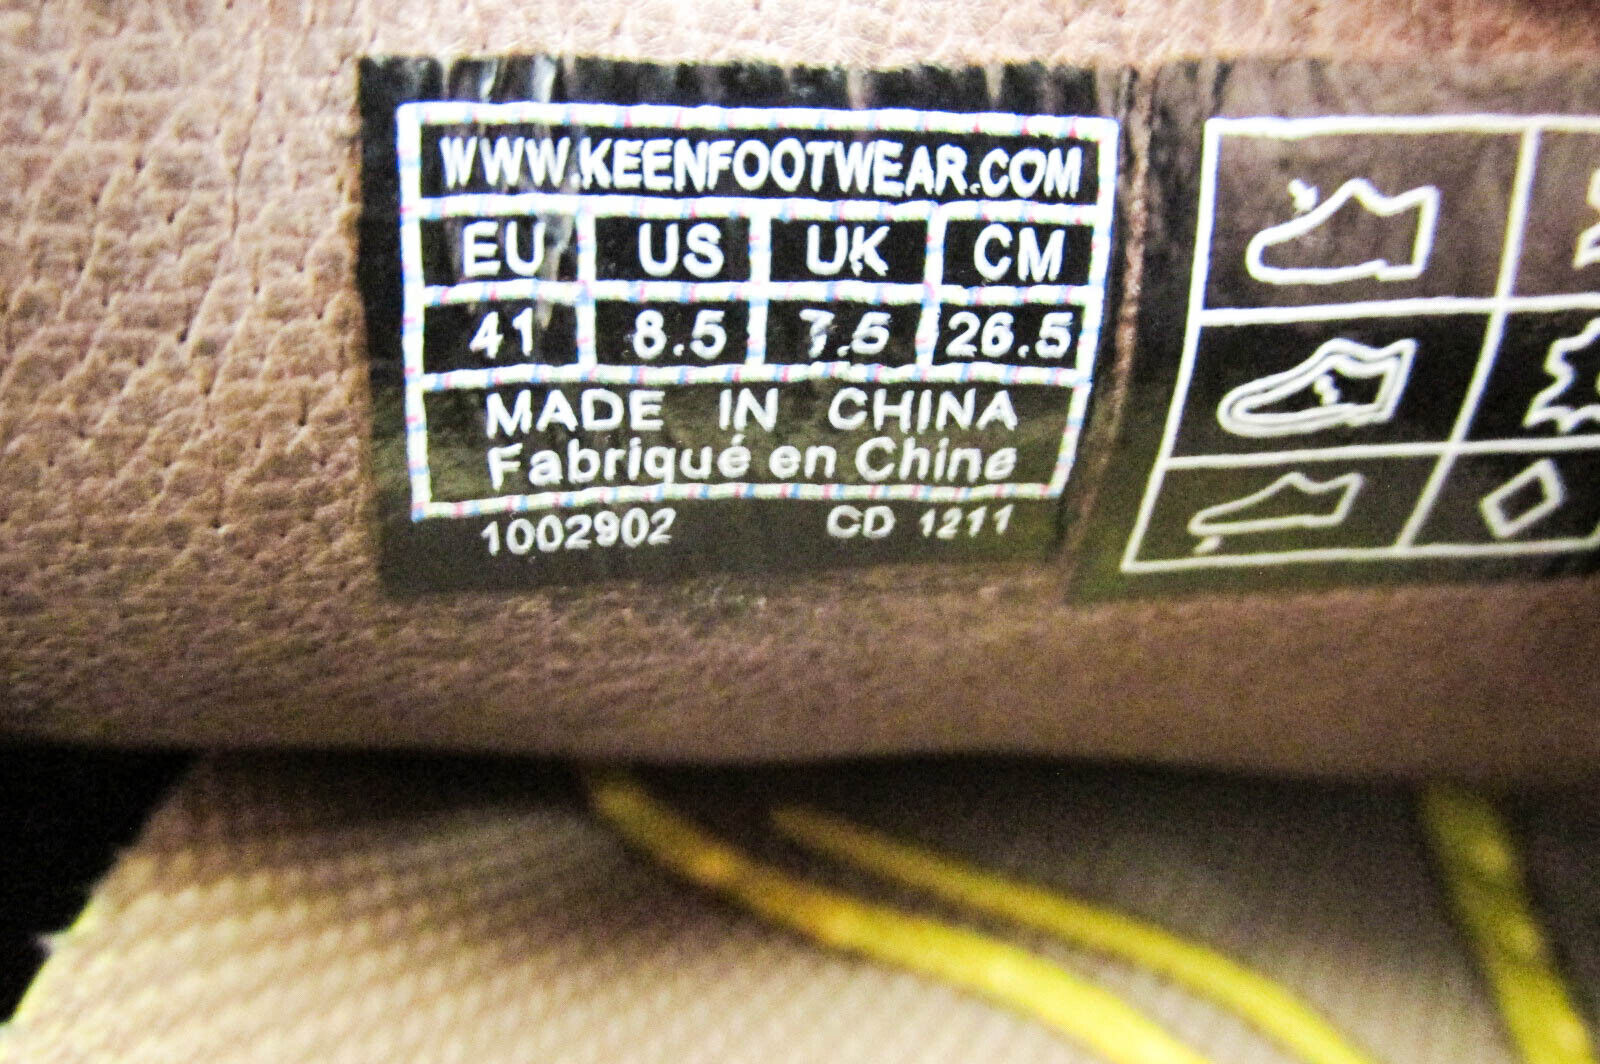 WWW.KEENFOOTWEAR.COM
EU US UK CM
41 8.5 7.5 26.5
MADE IN CHINA
Fabriqué en Chine
1002902 CD 1211